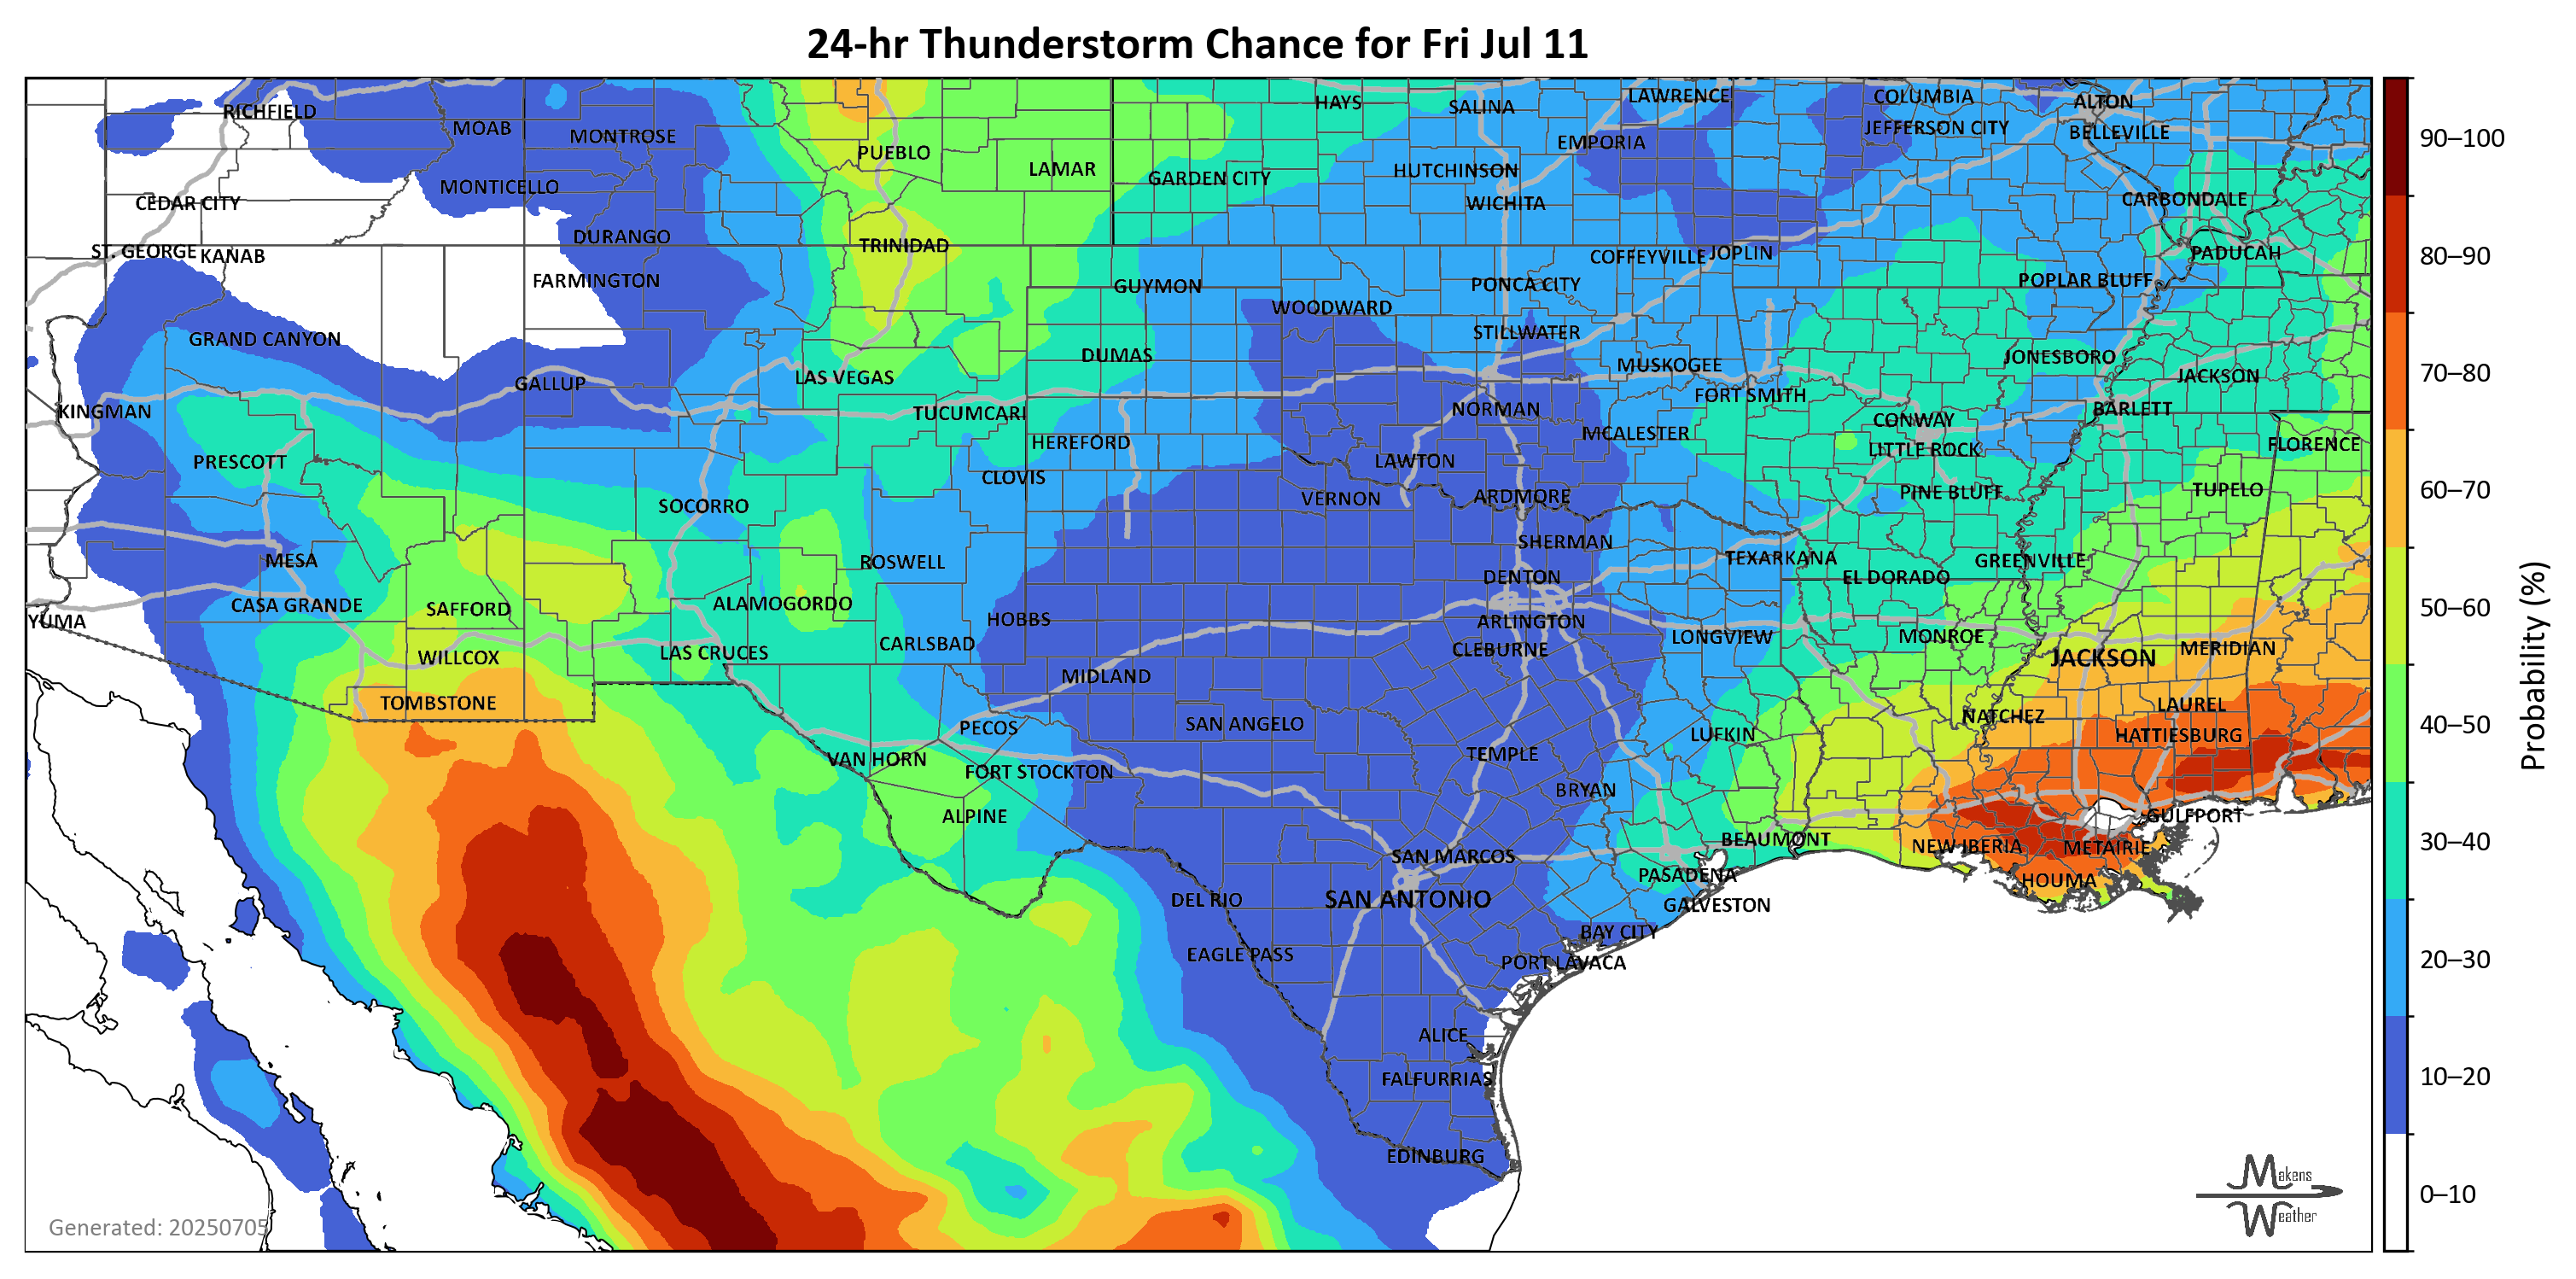 24-hr Thunderstorm Chance for Fri Jul 11
RICHFIELD
MOAB
MONTROSE
PUEBLO
LAMAR
HAYS
SALINA
LAWRENCE
COLUMBIA
ALTON
EMPORIA
JEFFERSON CITY
BELLEVILLE
MONTICELLO
GARDEN CITY
HUTCHINSON
CEDAR CITY
WICHITA
CARBONDALE
ST. GEORGE
KANAB
DURANGO
TRINIDAD
COFFEYVILLE
JOPLIN
PADUCAH
FARMINGTON
GUYMON
PONCA CITY
POPLAR BLUFF
WOODWARD
GRAND CANYON
STILLWATER
DUMAS
MUSKOGEE
JONESBORO
GALLUP
LAS VEGAS
JACKSON
KINGMAN
TUCUMCARI
NORMAN
FORT SMITH
BARLETT
CONWAY
PRESCOTT
HEREFORD
MCALESTER
LITTLE ROCK
FLORENCE
CLOVIS
LAWTON
SOCORRO
VERNON
ARDMORE
PINE BLUFF
TUPELO
MESA
ROSWELL
SHERMAN
TEXARKANA
GREENVILLE
CASA GRANDE
SAFFORD
ALAMOGORDO
DENTON
EL DORADO
YUMA
HOBBS
ARLINGTON
WILLCOX
LAS CRUCES
CARLSBAD
CLEBURNE
LONGVIEW
MONROE
JACKSON
MERIDIAN
TOMBSTONE
MIDLAND
PECOS
SAN ANGELO
LUFKIN
NATCHEZ
LAUREL
VAN HORN
FORT STOCKTON
TEMPLE
HATTIESBURG
ALPINE
BRYAN
GULFPORT
SAN MARCOS
BEAUMONT
NEW IBERIA
METAIRIE
DEL RIO
SAN ANTONIO
PASADENA
HOUMA
GALVESTON
EAGLE PASS
BAY CITY
PORT LAVACA
ALICE
FALFURRIAS
EDINBURG
Generated: 20250705
Makens
Weather
90–100
80–90
70–80
60–70
50–60
40–50
30–40
20–30
10–20
0–10
Probability (%)